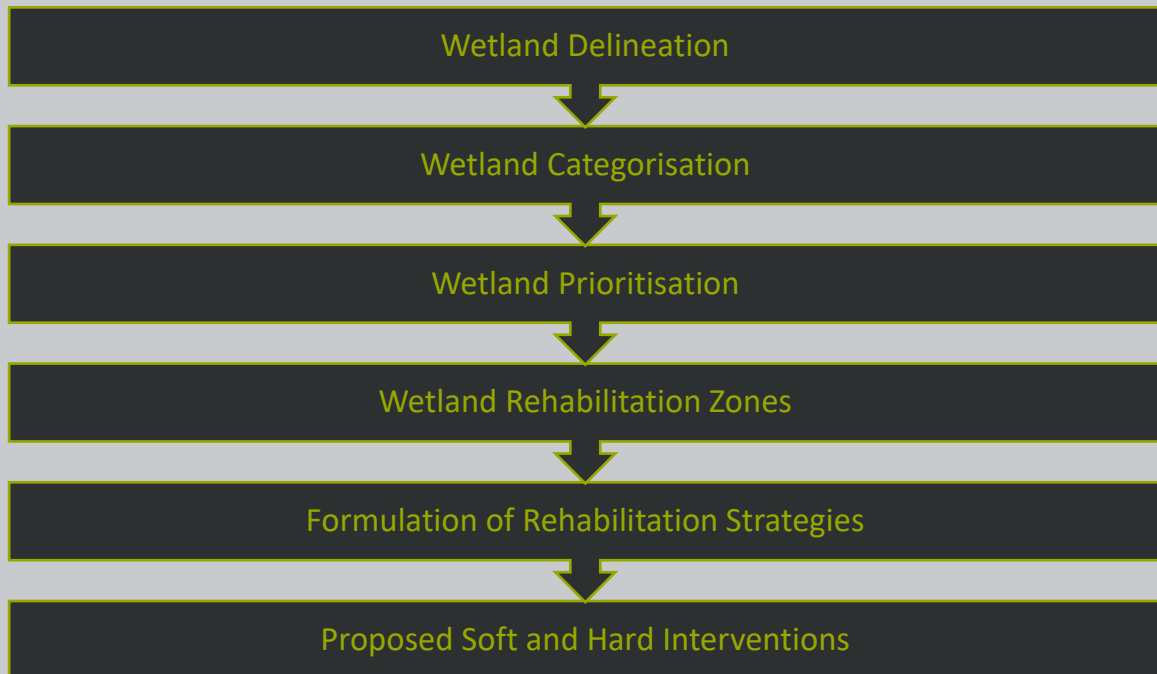 Wetland Delineation
Wetland Categorisation
Wetland Prioritisation
Wetland Rehabilitation Zones
Formulation of Rehabilitation Strategies
Proposed Soft and Hard Interventions